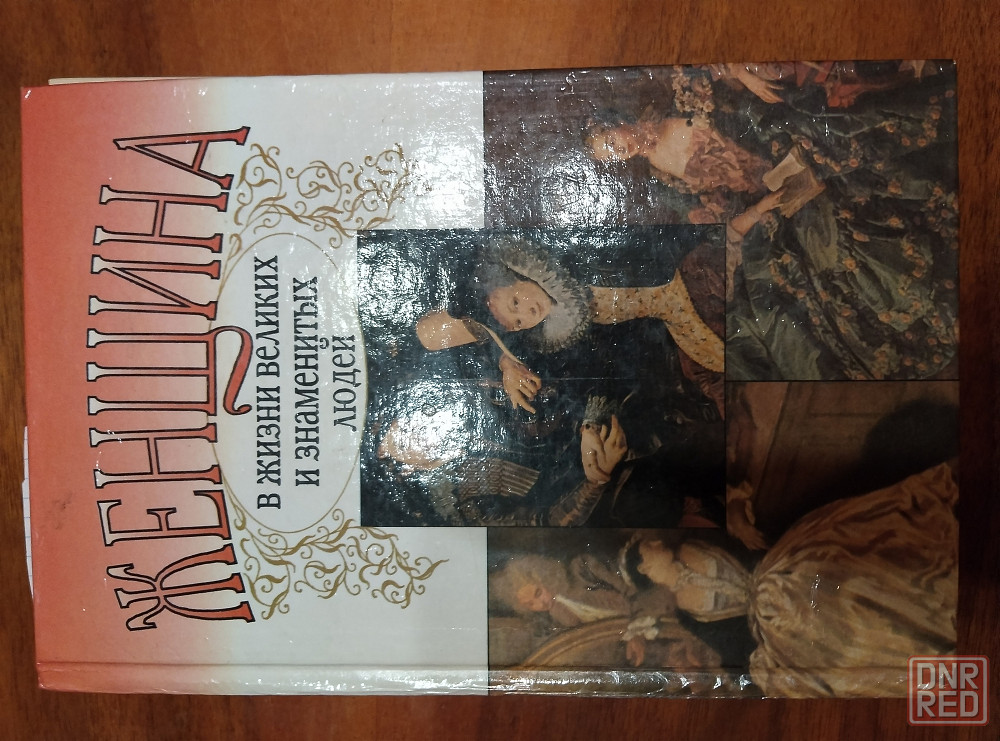 ЖЕНЩИНА
В ЖИЗНИ ВЕЛИКИХ
И ЗНАМЕНИТЫХ
ЛЮДЕЙ
DNR
RED